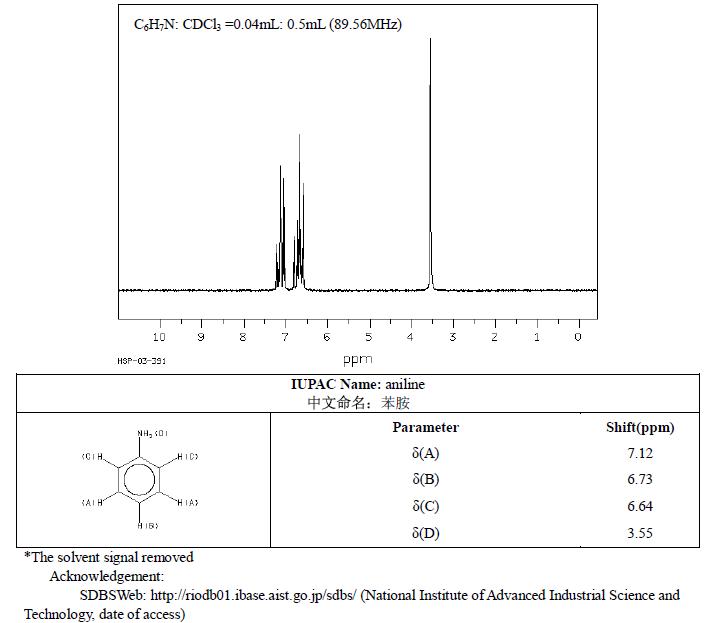 C₆H₇N: CDCl₃ =0.04mL: 0.5mL (89.56MHz)
10 9 8 7 6 5 4 3 2 1 0
HSP-03-391
ppm
IUPAC Name: aniline
中文命名：苯胺
Parameter Shift(ppm)
NH₂(D)
(C)H H(C)
(A)H H(A)
H(B)
δ(A) 7.12
δ(B) 6.73
δ(C) 6.64
δ(D) 3.55
*The solvent signal removed
Acknowledgement:
SDBSWeb: http://riodb01.ibase.aist.go.jp/sdbs/ (National Institute of Advanced Industrial Science and
Technology, date of access)